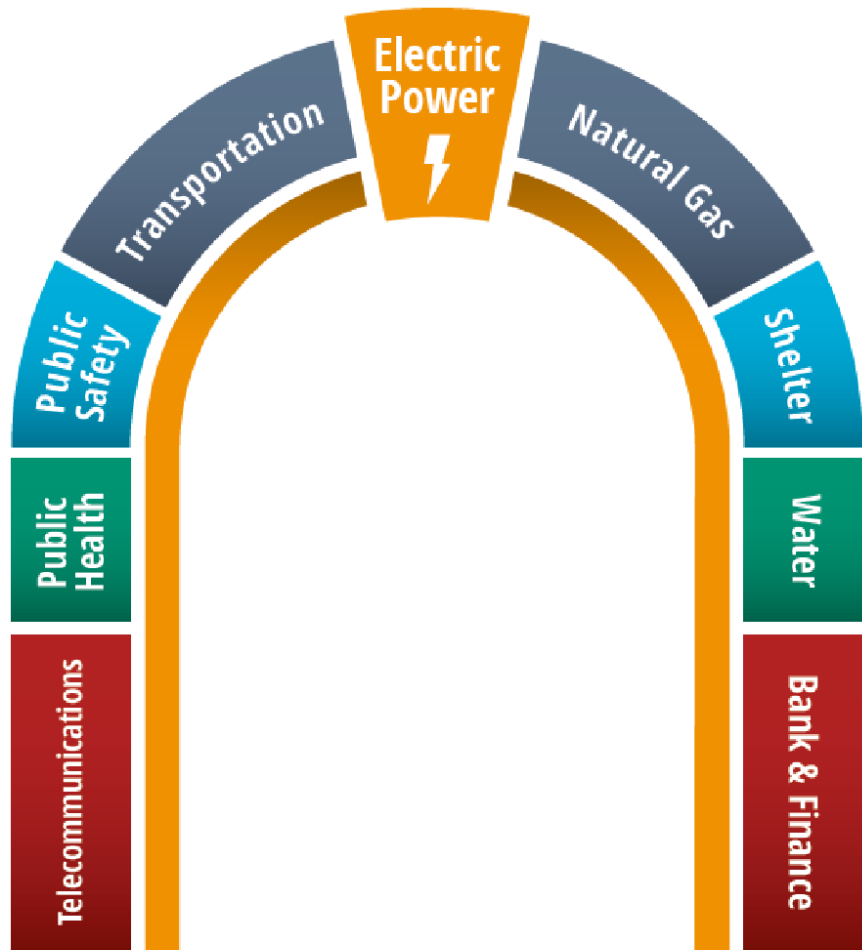 Electric
Power
Transportation
Natural Gas
Public
Safety
Shelter
Public
Health
Water
Telecommunications
Bank & Finance